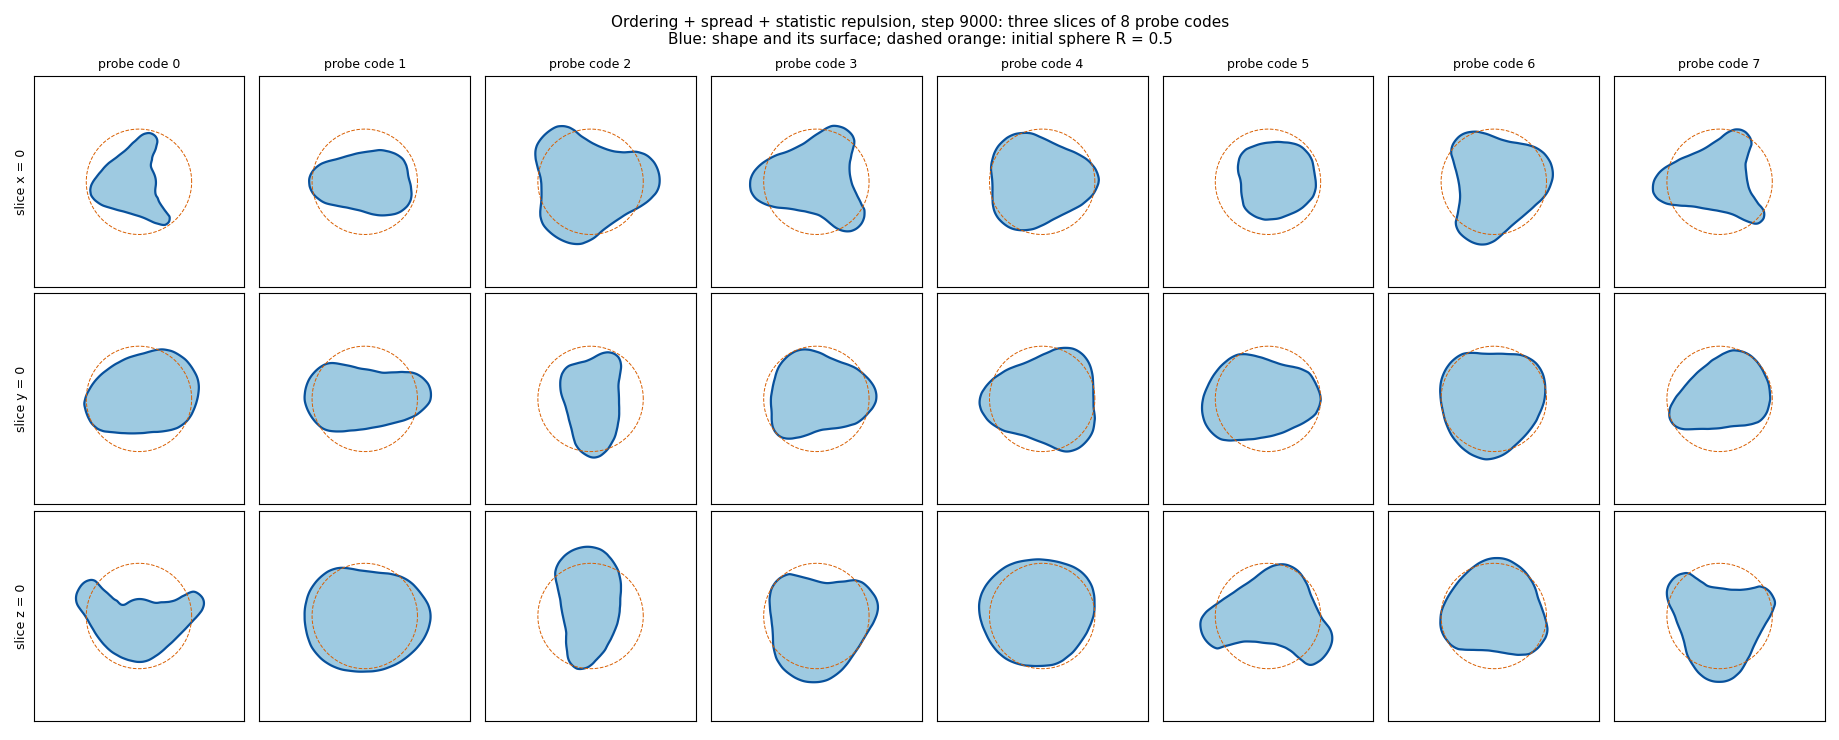 Ordering + spread + statistic repulsion, step 9000: three slices of 8 probe codes
Blue: shape and its surface; dashed orange: initial sphere R = 0.5
probe code 0
probe code 1
probe code 2
probe code 3
probe code 4
probe code 5
probe code 6
probe code 7
slice x = 0
slice y = 0
slice z = 0